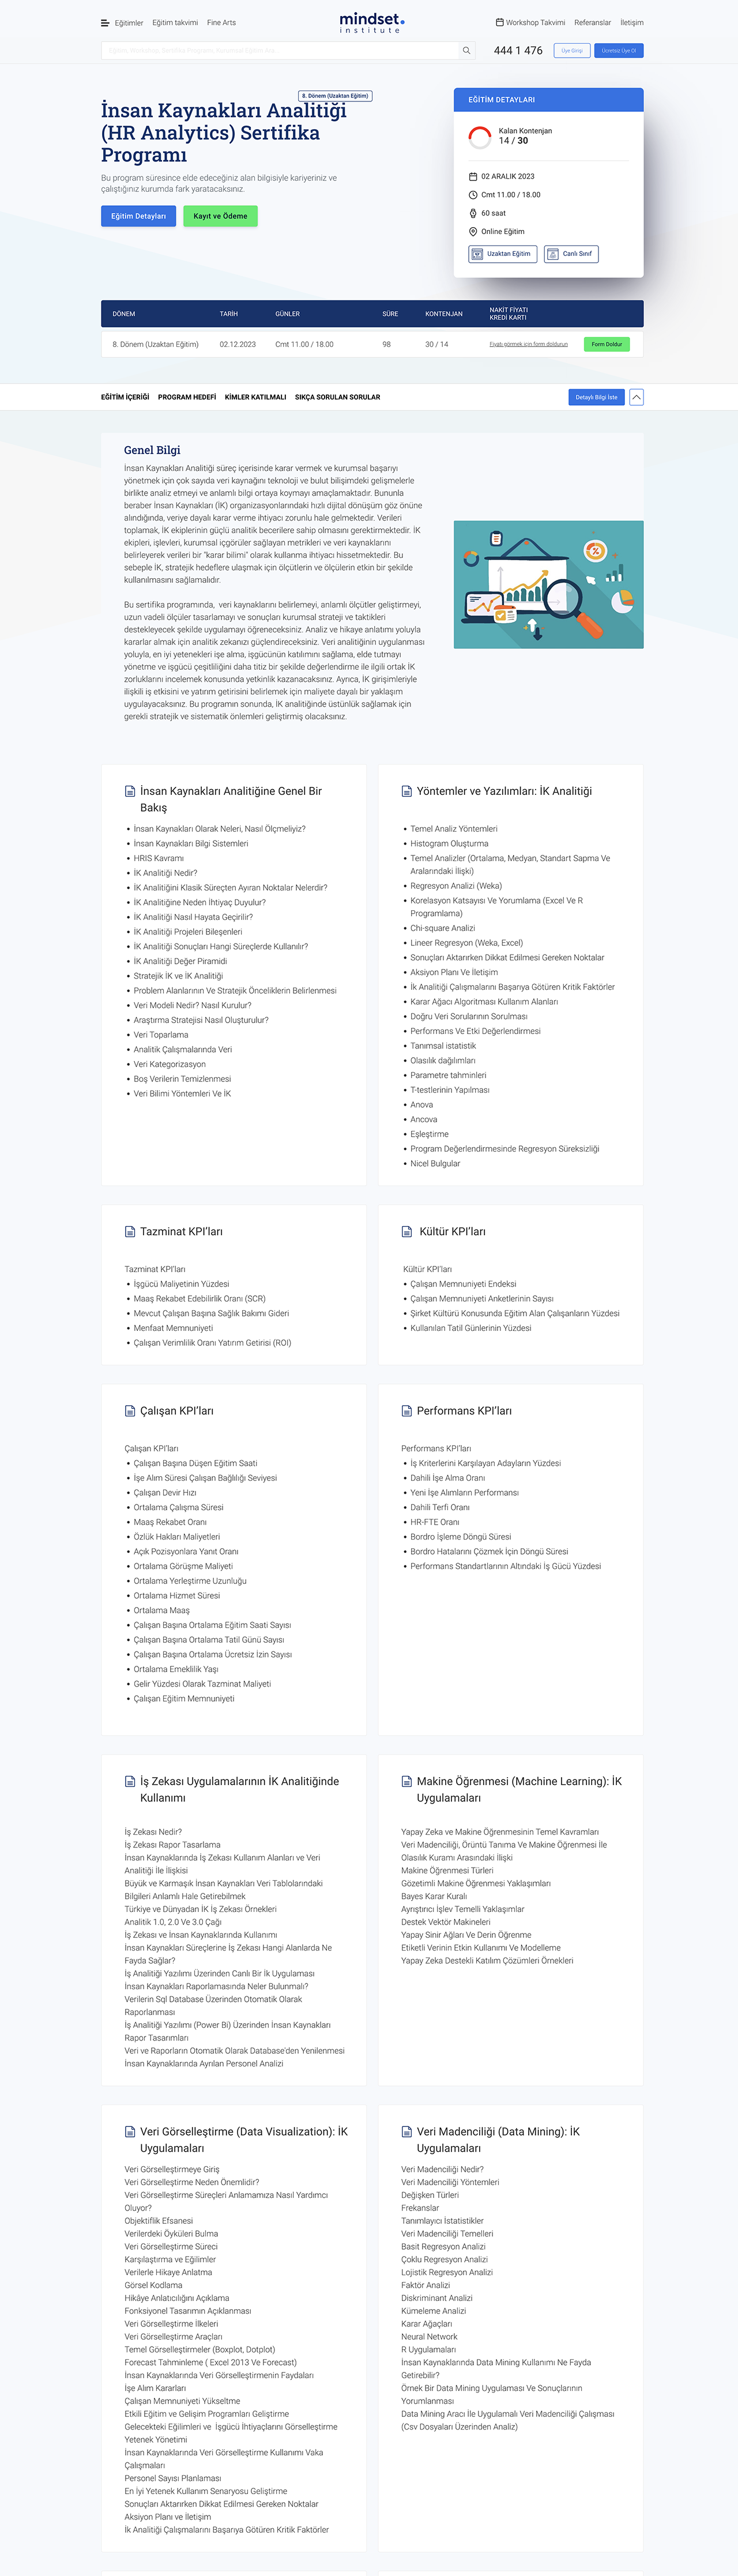 Eğitimler
Eğitim takvimi
Fine Arts
mindset.
institute
Workshop Takvimi
Referanslar
İletişim
444 1 476
Üye Girişi
Ücretsiz Üye Ol
8. Dönem (Uzaktan Eğitim)
İnsan Kaynakları Analitiği
(HR Analytics) Sertifika
Programı
Bu program süresince elde edeceğiniz alan bilgisiyle kariyeriniz ve
çalıştığınız kurumda fark yaratacaksınız.
Eğitim Detayları
Kayıt ve Ödeme
EĞİTİM DETAYLARI
Kalan Kontenjan
14 / 30
02 ARALIK 2023
Cmt 11.00 / 18.00
60 saat
Online Eğitim
Uzaktan Eğitim
Canlı Sınıf
DÖNEM
TARİH
GÜNLER
SÜRE
KONTENJAN
NAKİT FİYATI
KREDİ KARTI
8. Dönem (Uzaktan Eğitim)
02.12.2023
Cmt 11.00 / 18.00
98
30 / 14
Fiyatı görmek için form doldurun
Form Doldur
EĞİTİM İÇERİĞİ
PROGRAM HEDEFİ
KİMLER KATILMALI
SIKÇA SORULAN SORULAR
Detaylı Bilgi İste
Genel Bilgi
İnsan Kaynakları Analitiği süreç içerisinde karar vermek ve kurumsal başarıyı
yönetmek için çok sayıda veri kaynağını teknoloji ve bulut bilişimdeki gelişmelerle
birlikte analiz etmeyi ve anlamlı bilgi ortaya koymayı amaçlamaktadır. Bununla
beraber İnsan Kaynakları (İK) organizasyonlarındaki hızlı dijital dönüşüm göz önüne
alındığında, veriye dayalı karar verme ihtiyacı zorunlu hale gelmektedir. Verileri
toplamak, İK ekiplerinin güçlü analitik becerilere sahip olmasını gerektirmektedir. İK
ekipleri, işlevleri, kurumsal içgörüler sağlayan metrikleri ve veri kaynaklarını
belirleyerek verileri bir "karar bilimi" olarak kullanma ihtiyacı hissetmektedir. Bu
sebeple İK, stratejik hedeflere ulaşmak için ölçütlerin ve ölçülerin etkin bir şekilde
kullanılmasını sağlamalıdır.
Bu sertifika programında,  veri kaynaklarını belirlemeyi, anlamlı ölçütler geliştirmeyi,
uzun vadeli ölçüler tasarlamayı ve sonuçları kurumsal strateji ve taktikleri
destekleyecek şekilde uygulamayı öğreneceksiniz. Analiz ve hikaye anlatımı yoluyla
kararlar almak için analitik zekanızı güçlendireceksiniz. Veri analitiğinin uygulanması
yoluyla, en iyi yetenekleri işe alma, işgücünün katılımını sağlama, elde tutmayı
yönetme ve işgücü çeşitliliğini daha titiz bir şekilde değerlendirme ile ilgili ortak İK
zorluklarını incelemek konusunda yetkinlik kazanacaksınız. Ayrıca, İK girişimleriyle
ilişkili iş etkisini ve yatırım getirisini belirlemek için maliyete dayalı bir yaklaşım
uygulayacaksınız. Bu programın sonunda, İK analitiğinde üstünlük sağlamak için
gerekli stratejik ve sistematik önlemleri geliştirmiş olacaksınız.
İnsan Kaynakları Analitiğine Genel Bir
Bakış
• İnsan Kaynakları Olarak Neleri, Nasıl Ölçmeliyiz?
• İnsan Kaynakları Bilgi Sistemleri
• HRIS Kavramı
• İK Analitiği Nedir?
• İK Analitiğini Klasik Süreçten Ayıran Noktalar Nelerdir?
• İK Analitiğine Neden İhtiyaç Duyulur?
• İK Analitiği Nasıl Hayata Geçirilir?
• İK Analitiği Projeleri Bileşenleri
• İK Analitiği Sonuçları Hangi Süreçlerde Kullanılır?
• İK Analitiği Değer Piramidi
• Stratejik İK ve İK Analitiği
• Problem Alanlarının Ve Stratejik Önceliklerin Belirlenmesi
• Veri Modeli Nedir? Nasıl Kurulur?
• Araştırma Stratejisi Nasıl Oluşturulur?
• Veri Toparlama
• Analitik Çalışmalarında Veri
• Veri Kategorizasyon
• Boş Verilerin Temizlenmesi
• Veri Bilimi Yöntemleri Ve İK
Yöntemler ve Yazılımları: İK Analitiği
• Temel Analiz Yöntemleri
• Histogram Oluşturma
• Temel Analizler (Ortalama, Medyan, Standart Sapma Ve
Aralarındaki İlişki)
• Regresyon Analizi (Weka)
• Korelasyon Katsayısı Ve Yorumlama (Excel Ve R
Programlama)
• Chi-square Analizi
• Lineer Regresyon (Weka, Excel)
• Sonuçları Aktarırken Dikkat Edilmesi Gereken Noktalar
• Aksiyon Planı Ve İletişim
• İk Analitiği Çalışmalarını Başarıya Götüren Kritik Faktörler
• Karar Ağacı Algoritması Kullanım Alanları
• Doğru Veri Sorularının Sorulması
• Performans Ve Etki Değerlendirmesi
• Tanımsal istatistik
• Olasılık dağılımları
• Parametre tahminleri
• T-testlerinin Yapılması
• Anova
• Ancova
• Eşleştirme
• Program Değerlendirmesinde Regresyon Süreksizliği
• Nicel Bulgular
Tazminat KPI'ları
Tazminat KPI'ları
• İşgücü Maliyetinin Yüzdesi
• Maaş Rekabet Edebilirlik Oranı (SCR)
• Mevcut Çalışan Başına Sağlık Bakımı Gideri
• Menfaat Memnuniyeti
• Çalışan Verimlilik Oranı Yatırım Getirisi (ROI)
Kültür KPI'ları
Kültür KPI'ları
• Çalışan Memnuniyeti Endeksi
• Çalışan Memnuniyeti Anketlerinin Sayısı
• Şirket Kültürü Konusunda Eğitim Alan Çalışanların Yüzdesi
• Kullanılan Tatil Günlerinin Yüzdesi
Çalışan KPI'ları
Çalışan KPI'ları
• Çalışan Başına Düşen Eğitim Saati
• İşe Alım Süresi Çalışan Bağlılığı Seviyesi
• Çalışan Devir Hızı
• Ortalama Çalışma Süresi
• Maaş Rekabet Oranı
• Özlük Hakları Maliyetleri
• Açık Pozisyonlara Yanıt Oranı
• Ortalama Görüşme Maliyeti
• Ortalama Yerleştirme Uzunluğu
• Ortalama Hizmet Süresi
• Ortalama Maaş
• Çalışan Başına Ortalama Eğitim Saati Sayısı
• Çalışan Başına Ortalama Tatil Günü Sayısı
• Çalışan Başına Ortalama Ücretsiz İzin Sayısı
• Ortalama Emeklilik Yaşı
• Gelir Yüzdesi Olarak Tazminat Maliyeti
• Çalışan Eğitim Memnuniyeti
Performans KPI'ları
Performans KPI'ları
• İş Kriterlerini Karşılayan Adayların Yüzdesi
• Dahili İşe Alma Oranı
• Yeni İşe Alımların Performansı
• Dahili Terfi Oranı
• HR-FTE Oranı
• Bordro İşleme Döngü Süresi
• Bordro Hatalarını Çözmek İçin Döngü Süresi
• Performans Standartlarının Altındaki İş Gücü Yüzdesi
İş Zekası Uygulamalarının İK Analitiğinde
Kullanımı
İş Zekası Nedir?
İş Zekası Rapor Tasarlama
İnsan Kaynaklarında İş Zekası Kullanım Alanları ve Veri
Analitiği İle İlişkisi
Büyük ve Karmaşık İnsan Kaynakları Veri Tablolarındaki
Bilgileri Anlamlı Hale Getirebilmek
Türkiye ve Dünyadan İK İş Zekası Örnekleri
Analitik 1.0, 2.0 Ve 3.0 Çağı
İş Zekası ve İnsan Kaynaklarında Kullanımı
İnsan Kaynakları Süreçlerine İş Zekası Hangi Alanlarda Ne
Fayda Sağlar?
İş Analitiği Yazılımı Üzerinden Canlı Bir İk Uygulaması
İnsan Kaynakları Raporlamasında Neler Bulunmalı?
Verilerin Sql Database Üzerinden Otomatik Olarak
Raporlanması
İş Analitiği Yazılımı (Power Bi) Üzerinden İnsan Kaynakları
Rapor Tasarımları
Veri ve Raporların Otomatik Olarak Database'den Yenilenmesi
İnsan Kaynaklarında Ayrılan Personel Analizi
Makine Öğrenmesi (Machine Learning): İK
Uygulamaları
Yapay Zeka ve Makine Öğrenmesinin Temel Kavramları
Veri Madenciliği, Örüntü Tanıma Ve Makine Öğrenmesi İle
Olasılık Kuramı Arasındaki İlişki
Makine Öğrenmesi Türleri
Gözetimli Makine Öğrenmesi Yaklaşımları
Bayes Karar Kuralı
Ayrıştırıcı İşlev Temelli Yaklaşımlar
Destek Vektör Makineleri
Yapay Sinir Ağları Ve Derin Öğrenme
Etiketli Verinin Etkin Kullanımı Ve Modelleme
Yapay Zeka Destekli Katılım Çözümleri Örnekleri
Veri Görselleştirme (Data Visualization): İK
Uygulamaları
Veri Görselleştirmeye Giriş
Veri Görselleştirme Neden Önemlidir?
Veri Görselleştirme Süreçleri Anlamamıza Nasıl Yardımcı
Oluyor?
Objektiflik Efsanesi
Verilerdeki Öyküleri Bulma
Veri Görselleştirme Süreci
Karşılaştırma ve Eğilimler
Verilerle Hikaye Anlatma
Görsel Kodlama
Hikâye Anlatıcılığını Açıklama
Fonksiyonel Tasarımın Açıklanması
Veri Görselleştirme İlkeleri
Veri Görselleştirme Araçları
Temel Görselleştirmeler (Boxplot, Dotplot)
Forecast Tahminleme ( Excel 2013 Ve Forecast)
İnsan Kaynaklarında Veri Görselleştirmenin Faydaları
İşe Alım Kararları
Çalışan Memnuniyeti Yükseltme
Etkili Eğitim ve Gelişim Programları Geliştirme
Gelecekteki Eğilimleri ve  İşgücü İhtiyaçlarını Görselleştirme
Yetenek Yönetimi
İnsan Kaynaklarında Veri Görselleştirme Kullanımı Vaka
Çalışmaları
Personel Sayısı Planlaması
En İyi Yetenek Kullanım Senaryosu Geliştirme
Sonuçları Aktarırken Dikkat Edilmesi Gereken Noktalar
Aksiyon Planı ve İletişim
İk Analitiği Çalışmalarını Başarıya Götüren Kritik Faktörler
Veri Madenciliği (Data Mining): İK
Uygulamaları
Veri Madenciliği Nedir?
Veri Madenciliği Yöntemleri
Değişken Türleri
Frekanslar
Tanımlayıcı İstatistikler
Veri Madenciliği Temelleri
Basit Regresyon Analizi
Çoklu Regresyon Analizi
Lojistik Regresyon Analizi
Faktör Analizi
Diskriminant Analizi
Kümeleme Analizi
Karar Ağaçları
Neural Network
R Uygulamaları
İnsan Kaynaklarında Data Mining Kullanımı Ne Fayda
Getirebilir?
Örnek Bir Data Mining Uygulaması Ve Sonuçlarının
Yorumlanması
Data Mining Aracı İle Uygulamalı Veri Madenciliği Çalışması
(Csv Dosyaları Üzerinden Analiz)